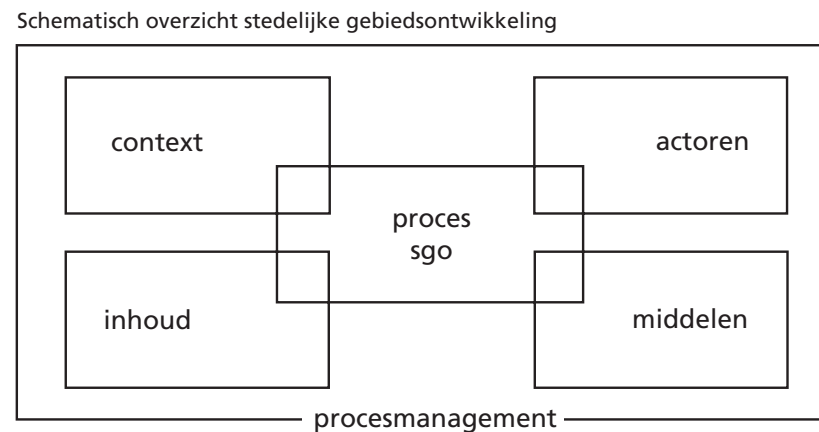 Schematisch overzicht stedelijke gebiedsontwikkeling
context
actoren
proces
sgo
inhoud
middelen
procesmanagement